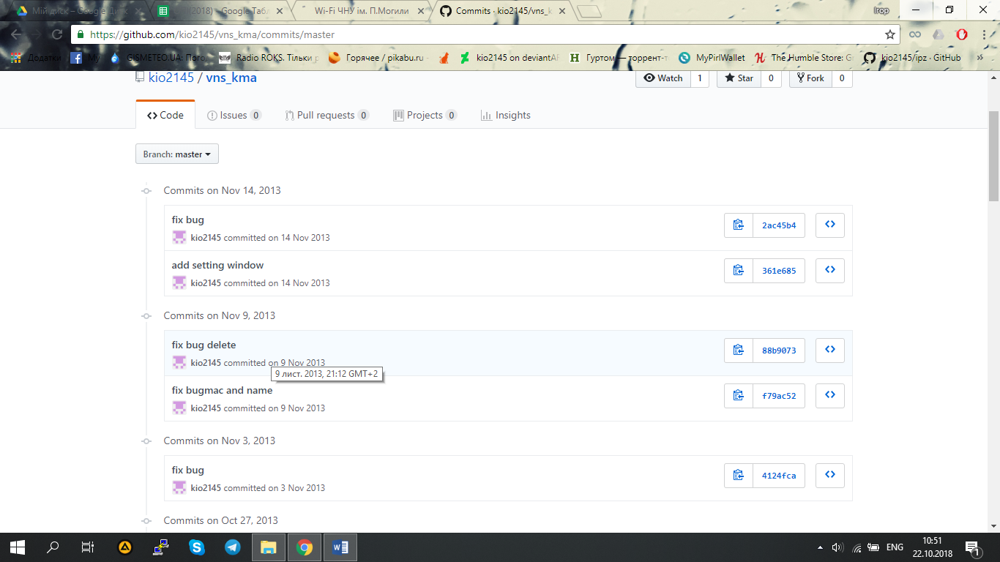 Мій диск – Google Диск
(2018) - Google Табл
Wi-Fi ЧНУ ім. П.Могили
Commits · kio2145/vns_k
Ігор
https://github.com/kio2145/vns_kma/commits/master
Додатки
My
GISMETEO.UA: Пого
Radio ROKS. Тільки р
Горячее / pikabu.ru -
kio2145 on deviantA
Гуртом — торрент-т
MyPirlWallet
The Humble Store: G
kio2145/ipz · GitHub
»
kio2145 / vns_kma
Watch 1
Star 0
Fork 0
Code
Issues 0
Pull requests 0
Projects 0
Insights
Branch: master
Commits on Nov 14, 2013
fix bug
kio2145 committed on 14 Nov 2013
2ac45b4
add setting window
kio2145 committed on 14 Nov 2013
361e685
Commits on Nov 9, 2013
fix bug delete
kio2145 committed on 9 Nov 2013
88b9073
9 лист. 2013, 21:12 GMT+2
fix bugmac and name
kio2145 committed on 9 Nov 2013
f79ac52
Commits on Nov 3, 2013
fix bug
kio2145 committed on 3 Nov 2013
4124fca
Commits on Oct 27, 2013
ENG
10:51
22.10.2018
1